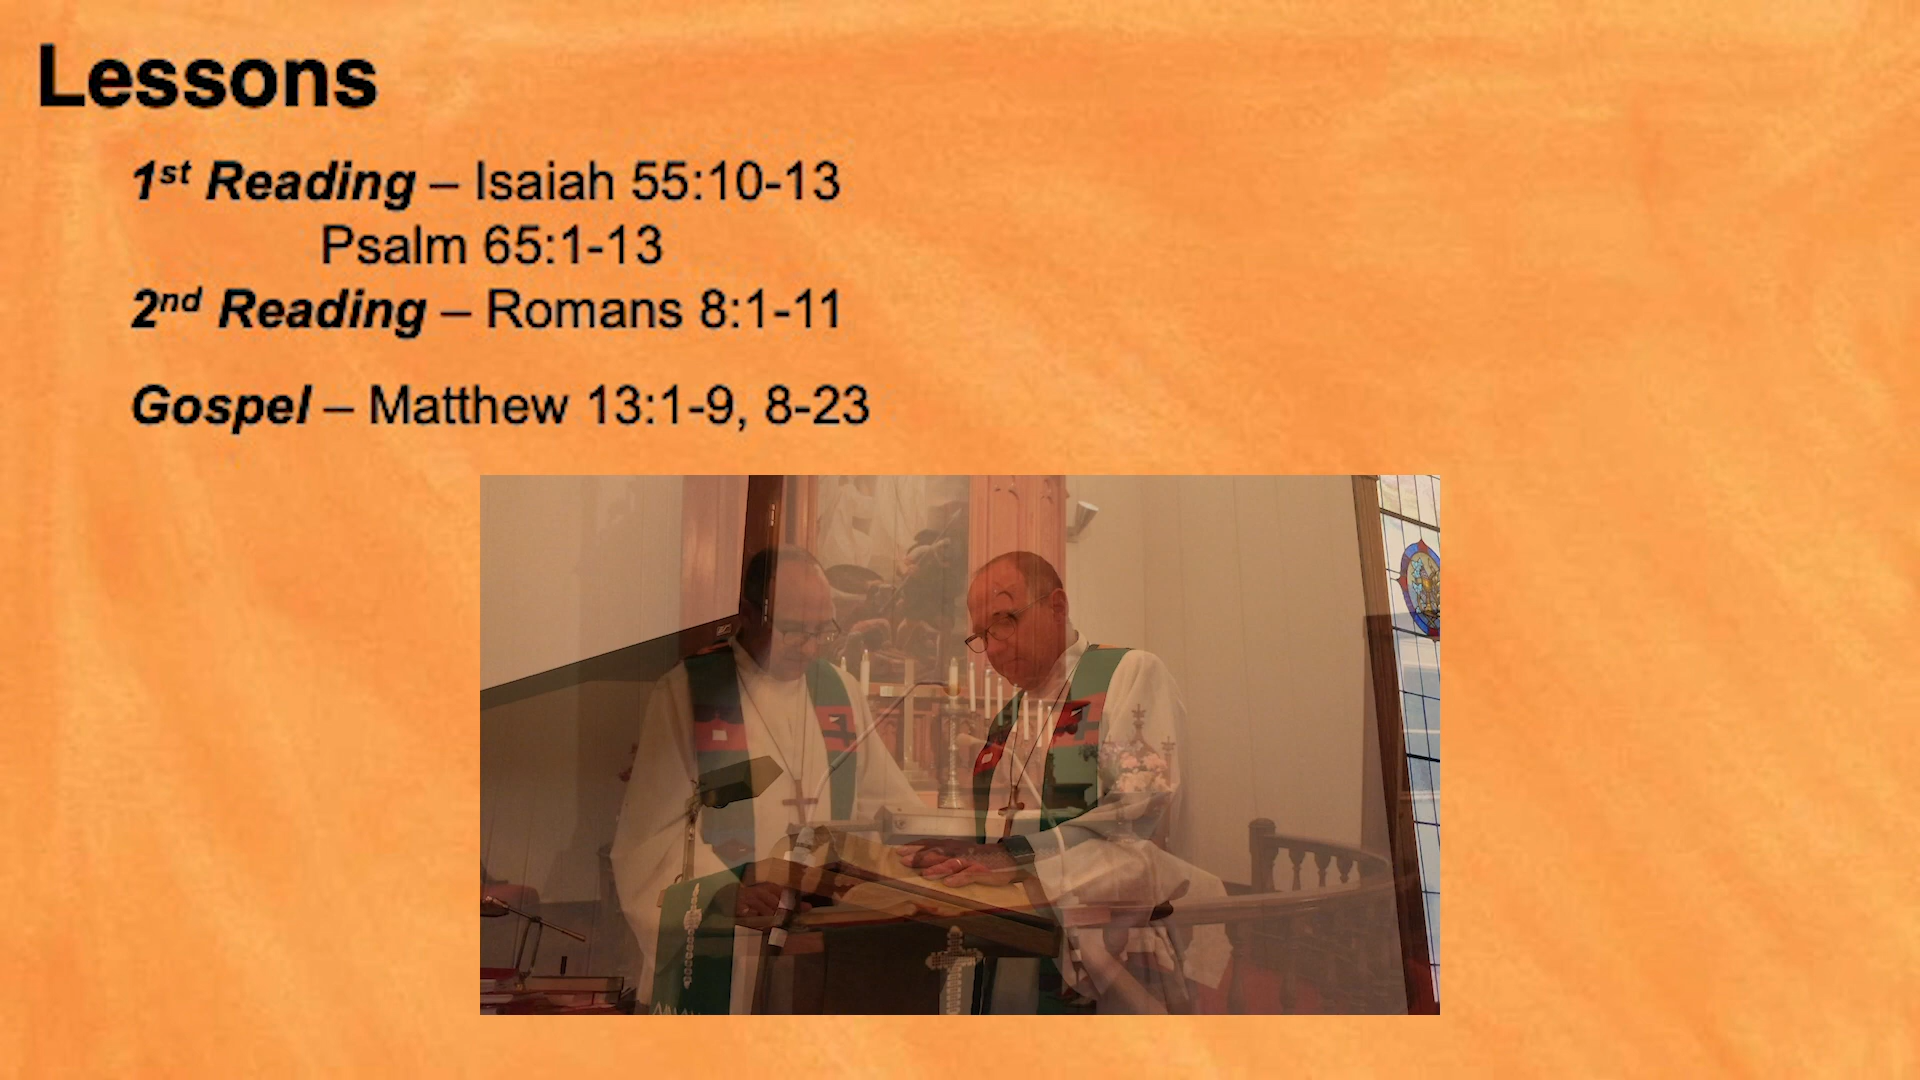 Lessons
1st Reading – Isaiah 55:10-13
Psalm 65:1-13
2nd Reading – Romans 8:1-11
Gospel – Matthew 13:1-9, 8-23